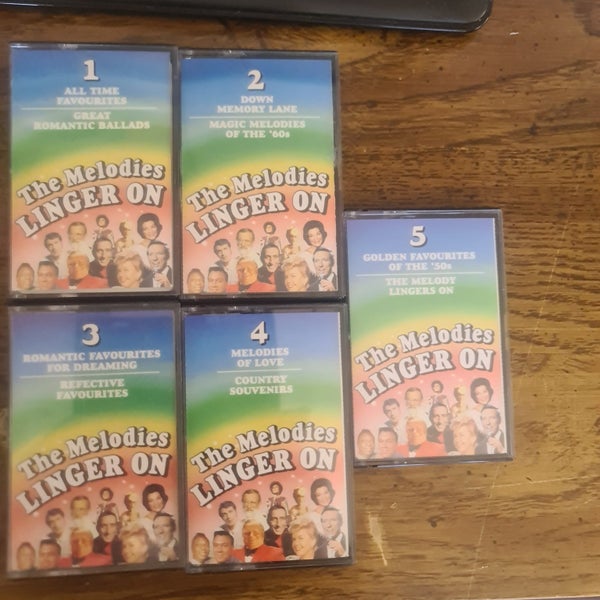 1
ALL TIME
FAVOURITES
GREAT
ROMANTIC BALLADS
The Melodies
LINGER ON
2
DOWN
MEMORY LANE
MAGIC MELODIES
OF THE '60s
The Melodies
LINGER ON
3
ROMANTIC FAVOURITES
FOR DREAMING
REFECTIVE
FAVOURITES
The Melodies
LINGER ON
4
MELODIES
OF LOVE
COUNTRY
SOUVENIRS
The Melodies
LINGER ON
5
GOLDEN FAVOURITES
OF THE '50s
THE MELODY
LINGERS ON
The Melodies
LINGER ON